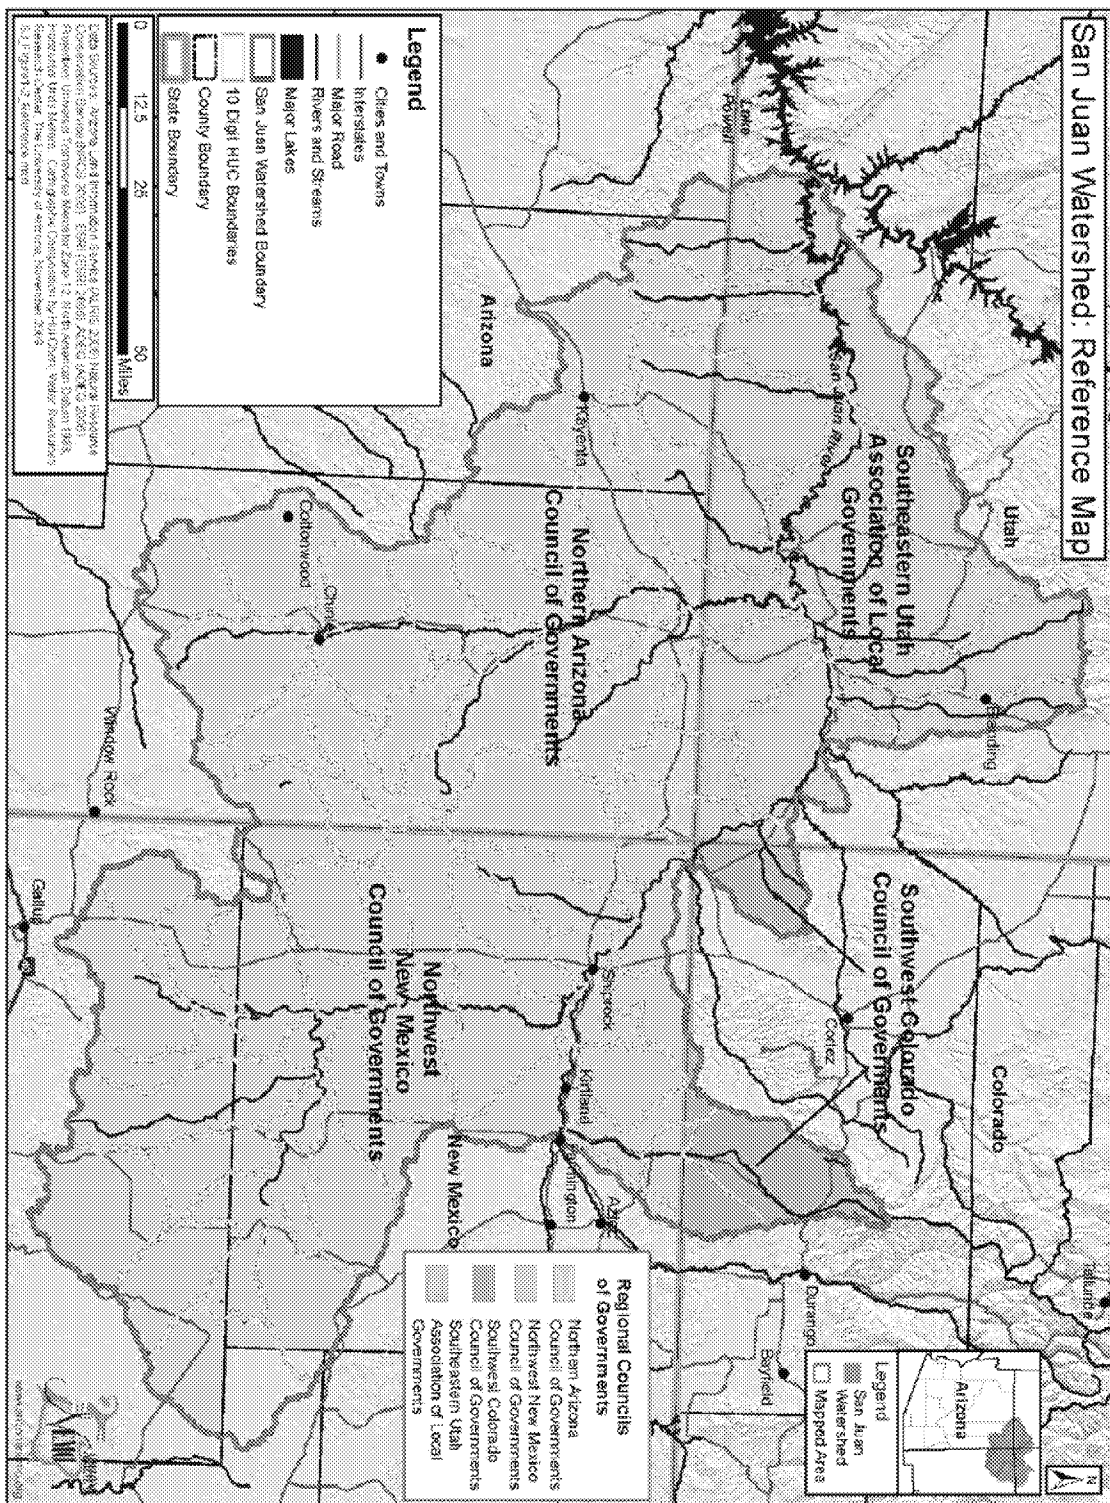 San Juan Watershed: Reference Map
Lake
Powell
San Juan River
Utah
Southeastern Utah
Association of Local
Governments
Blanding
Colorado
Southwest Colorado
Council of Goverments
Cortez
Telluride
Durango
Bayfield
Arizona
Kayenta
Northern Arizona
Council of Governments
Cottonwood
Chinle
Window Rock
Gallup
Shiprock
Kirtland
Farmington
Aztec
Northwest
New Mexico
Council of Governments
New Mexico
Arizona
Legend
San Juan
Watershed
Mapped Area
N
Regional Councils
of Governments
Northern Arizona
Council of Governments
Northwest New Mexico
Council of Governments
Southwest Colorado
Council of Governments
Southeastern Utah
Association of Local
Governments
Legend
Cities and Towns
Interstates
Major Road
Rivers and Streams
Major Lakes
San Juan Watershed Boundary
10 Digit HUC Boundaries
County Boundary
State Boundary
0 12.5 25 50
Miles